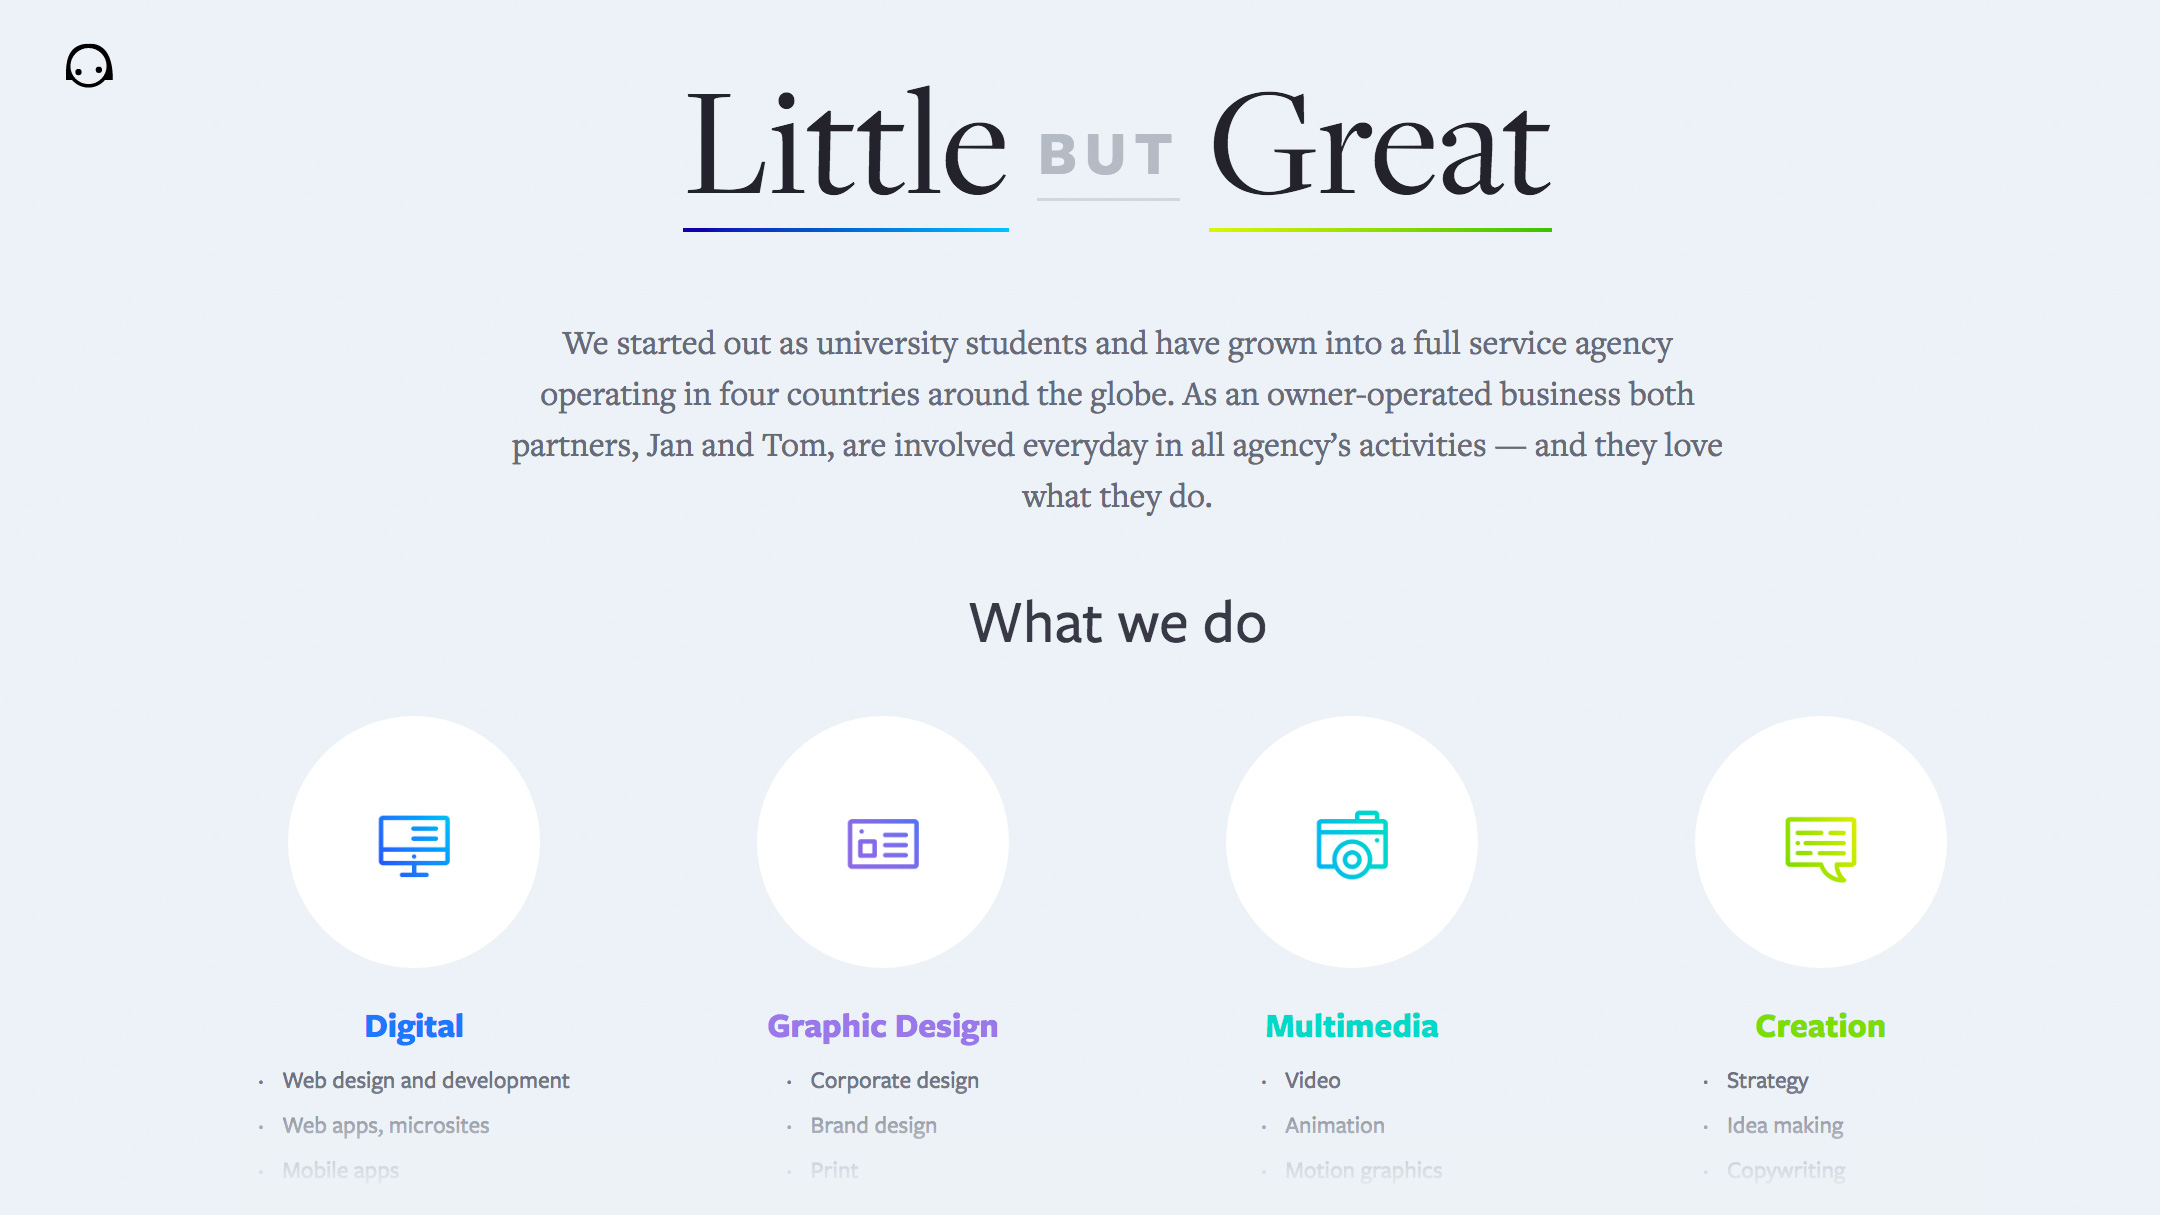 Little BUT Great
We started out as university students and have grown into a full service agency
operating in four countries around the globe. As an owner-operated business both
partners, Jan and Tom, are involved everyday in all agency’s activities — and they love
what they do.
What we do
Digital
· Web design and development
· Web apps, microsites
· Mobile apps
Graphic Design
· Corporate design
· Brand design
· Print
Multimedia
· Video
· Animation
· Motion graphics
Creation
· Strategy
· Idea making
· Copywriting